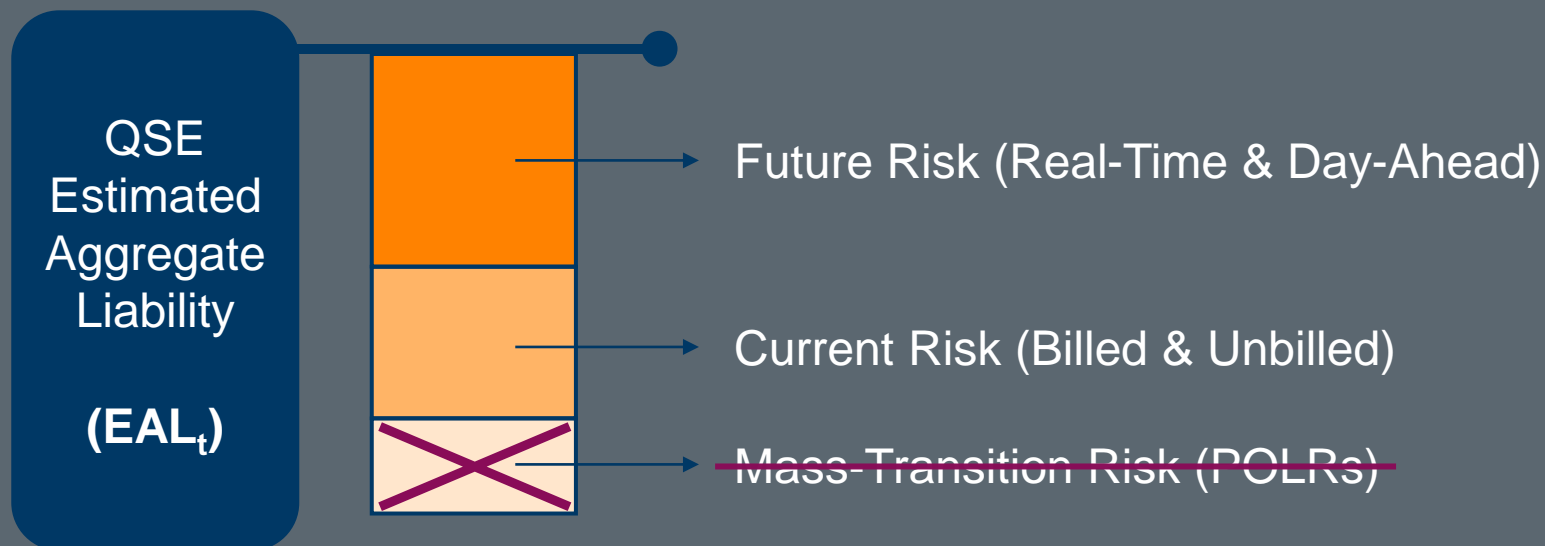 QSE
Estimated
Aggregate
Liability
(EALt)
Future Risk (Real-Time & Day-Ahead)
Current Risk (Billed & Unbilled)
Mass-Transition Risk (POLRs)